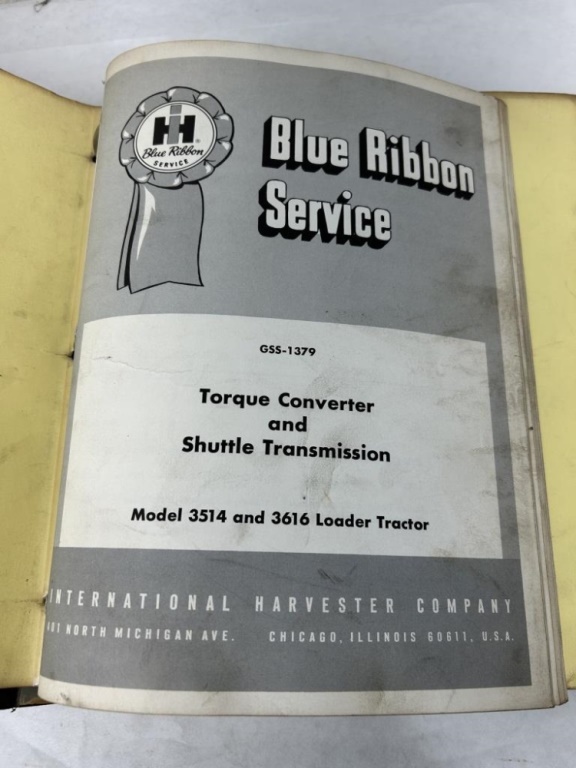 IH
Blue Ribbon
SERVICE
Blue Ribbon
Service
GSS-1379
Torque Converter
and
Shuttle Transmission
Model 3514 and 3616 Loader Tractor
INTERNATIONAL HARVESTER COMPANY
401 NORTH MICHIGAN AVE. CHICAGO, ILLINOIS 60611, U.S.A.